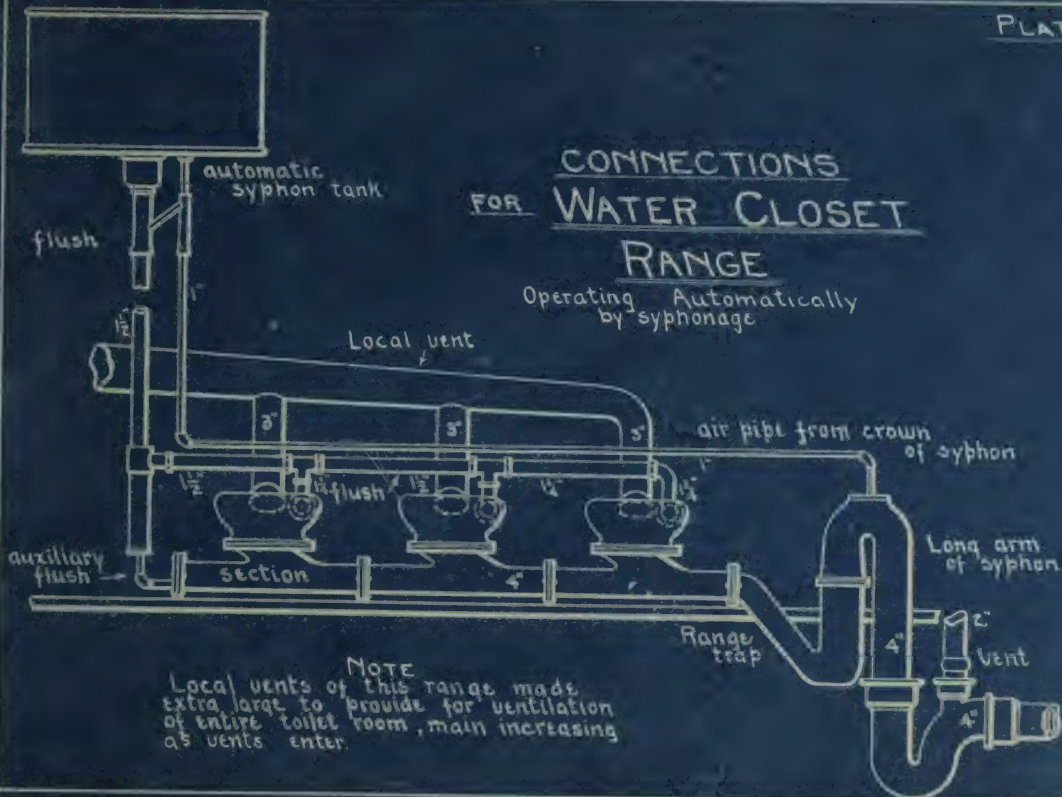 PLAT
CONNECTIONS
FOR WATER CLOSET
RANGE
Operating Automatically
by syphonage
automatic
syphon tank
flush
1"
1½"
Local vent
3"
3"
3"
air pipe from crown
of syphon
1"
1½"
1¼"
flush
1½"
1¼"
1¼"
auxiliary
flush
section
4"
Long arm
of syphon
Range
trap
4"
2"
Vent
4"
NOTE
Local vents of this range made
extra large to provide for ventilation
of entire toilet room, main increasing
as vents enter.